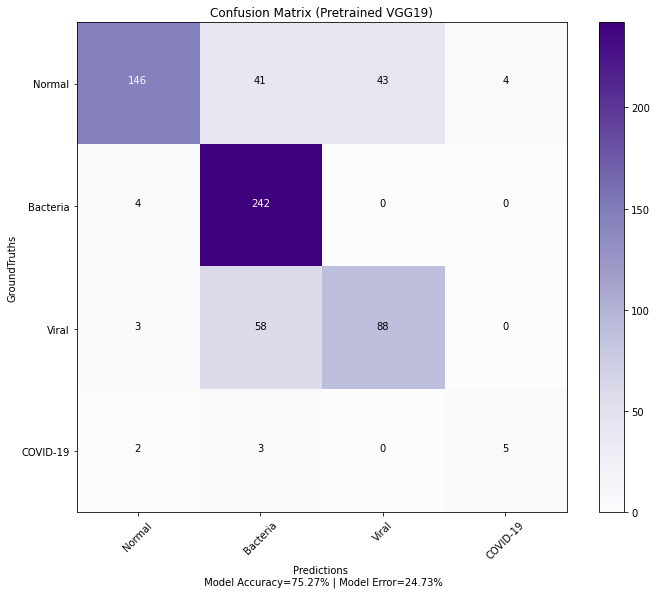 Confusion Matrix (Pretrained VGG19)
GroundTruths
Normal 146 41 43 4
Bacteria 4 242 0 0
Viral 3 58 88 0
COVID-19 2 3 0 5
Normal Bacteria Viral COVID-19
Predictions
Model Accuracy=75.27% | Model Error=24.73%
200
150
100
50
0